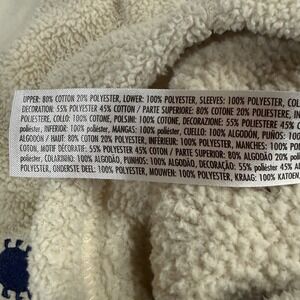 UPPER: 80% COTTON 20% POLYESTER, LOWER: 100% POLYESTER, SLEEVES: 100% POLYESTER, COL
DECORATION: 55% POLYESTER 45% COTTON / PARTE SUPERIORE: 80% COTONE 20% POLIESTERE, IN
POLIESTERE, COLLO: 100% COTONE, POLSINI: 100% COTONE, DECORAZIONE: 55% POLIESTERE 45% C
poliéster, INFERIOR: 100% poliéster, MANGAS: 100% poliéster, CUELLO: 100% ALGODÓN, PUÑOS: 100
ALGODÓN / HAUT: 80% COTON 20% POLYESTER, INFERIEUR: 100% POLYESTER, MANCHES: 100% POLY
COTON, MOTIF DÉCORATIF: 55% POLYESTER 45% COTON / PARTE SUPERIOR: 80% ALGODÃO 20% poli
poliéster, COLARINHO: 100% ALGODÃO, PUNHOS: 100% ALGODÃO, DECORAÇÃO: 55% poliéster 45% AL
POLYESTER, ONDERSTE DEEL: 100% POLYESTER, MOUWEN: 100% POLYESTER, KRAAG: 100% KATOEN,